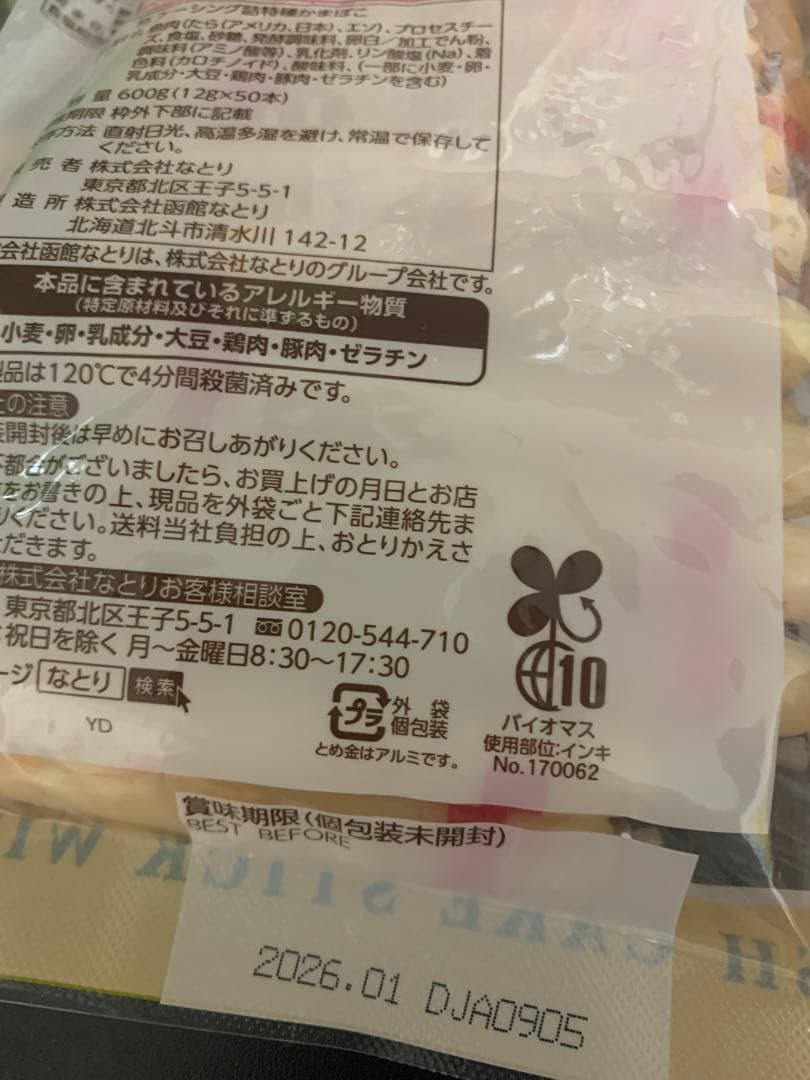 ーシング詰特種かまぼこ
魚肉(たら(アメリカ、日本)、エソ)、プロセスチー
ズ、食塩、砂糖、発酵調味料、卵白/加工でん粉、
調味料(アミノ酸等)、乳化剤、リン酸塩(Na)、着
色料(カロチノイド)、酸味料、(一部に小麦・卵・
乳成分・大豆・鶏肉・豚肉・ゼラチンを含む)
量 600g(12g×50本)
期限 枠外下部に記載
方法 直射日光、高温多湿を避け、常温で保存して
ください。
売者 株式会社なとり
東京都北区王子5-5-1
造所 株式会社函館なとり
北海道北斗市清水川 142-12
会社函館なとりは、株式会社なとりのグループ会社です。
本品に含まれているアレルギー物質
(特定原材料及びそれに準ずるもの)
小麦・卵・乳成分・大豆・鶏肉・豚肉・ゼラチン
製品は120℃で4分間殺菌済みです。
上の注意
開封後は早めにお召しあがりください。
不都合がございましたら、お買上げの月日とお店
をお書きの上、現品を外袋ごと下記連絡先ま
りください。送料当社負担の上、おとりかえさ
だきます。
株式会社なとりお客様相談室
東京都北区王子5-5-1 0120-544-710
祝日を除く 月〜金曜日8:30〜17:30
ージ なとり 検索
YD
プラ 外袋
個包装
とめ金はアルミです。
10
バイオマス
使用部位:インキ
No.170062
賞味期限(個包装未開封)
BEST BEFORE
2026.01 DJA0905
SH CAKE STICK WI